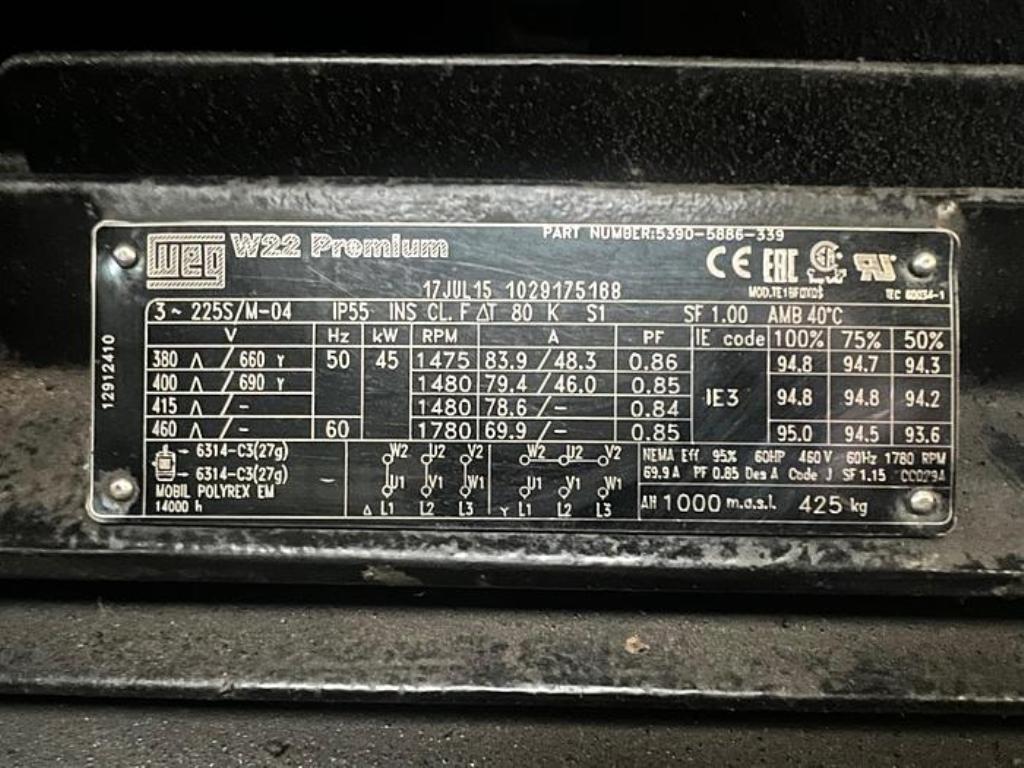 weg W22 Premium
PART NUMBER:5390-5886-339
CE EAC
17JUL15 1029175168
MOD.TE1BF0X0$
IEC 60034-1
3~ 225S/M-04 IP55 INS CL. F ΔT 80 K S1 SF 1.00 AMB 40°C
V Hz kW RPM A PF IE code 100% 75% 50%
380 Δ / 660 Y 50 45 1475 83.9/48.3 0.86 94.8 94.7 94.3
400 Δ / 690 Y 1480 79.4/46.0 0.85 IE3 94.8 94.8 94.2
415 Δ / - 1480 78.6/- 0.84
460 Δ / - 60 1780 69.9/- 0.85 95.0 94.5 93.6
12912410
6314-C3(27g)
6314-C3(27g)
MOBIL POLYREX EM
14000 h
-
W2 U2 V2
U1 V1 W1
Δ L1 L2 L3
W2 U2 V2
U1 V1 W1
Y L1 L2 L3
NEMA Eff 95% 60HP 460V 60Hz 1780 RPM
69.9A PF 0.85 Des A Code J SF1.15 CC029A
Alt 1000 m.a.s.l. 425 kg